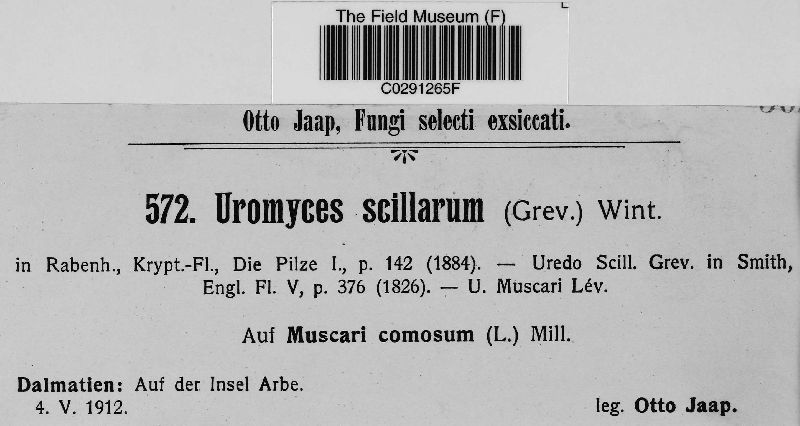 The Field Museum (F)
C0291265F
Otto Jaap, Fungi selecti exsiccati.
572. Uromyces scillarum (Grev.) Wint.
in Rabenh., Krypt.-Fl., Die Pilze I., p. 142 (1884). — Uredo Scill. Grev. in Smith,
Engl. Fl. V, p. 376 (1826). — U. Muscari Lév.
Auf Muscari comosum (L.) Mill.
Dalmatien: Auf der Insel Arbe.
4. V. 1912.
leg. Otto Jaap.